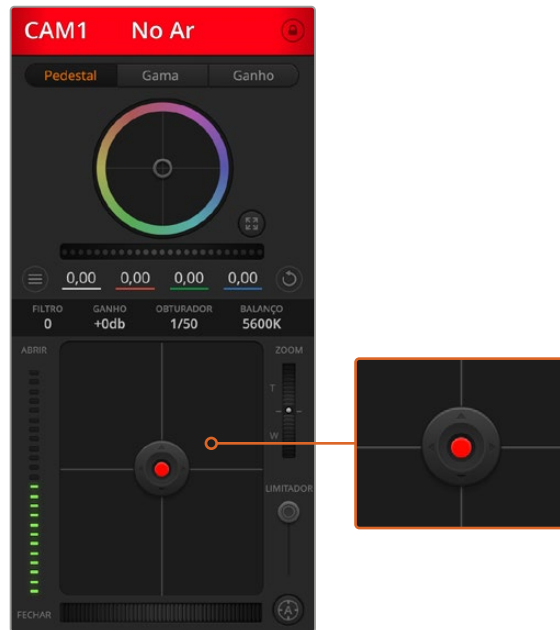 CAM1 No Ar
Pedestal Gama Ganho
0,00 0,00 0,00 0,00
FILTRO GANHO OBTURADOR BALANÇO
0 +0db 1/50 5600K
ABRIR ZOOM
T
W
LIMITADOR
FECHAR A